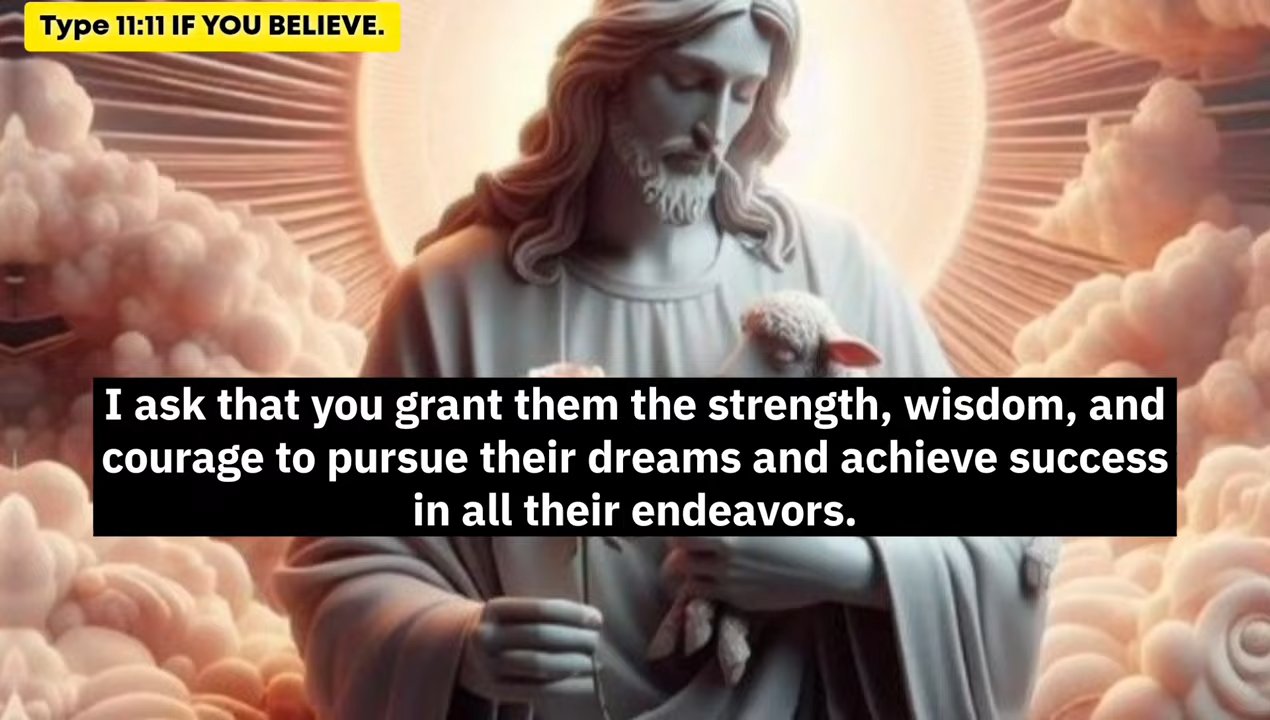 Type 11:11 IF YOU BELIEVE.
I ask that you grant them the strength, wisdom, and
courage to pursue their dreams and achieve success
in all their endeavors.